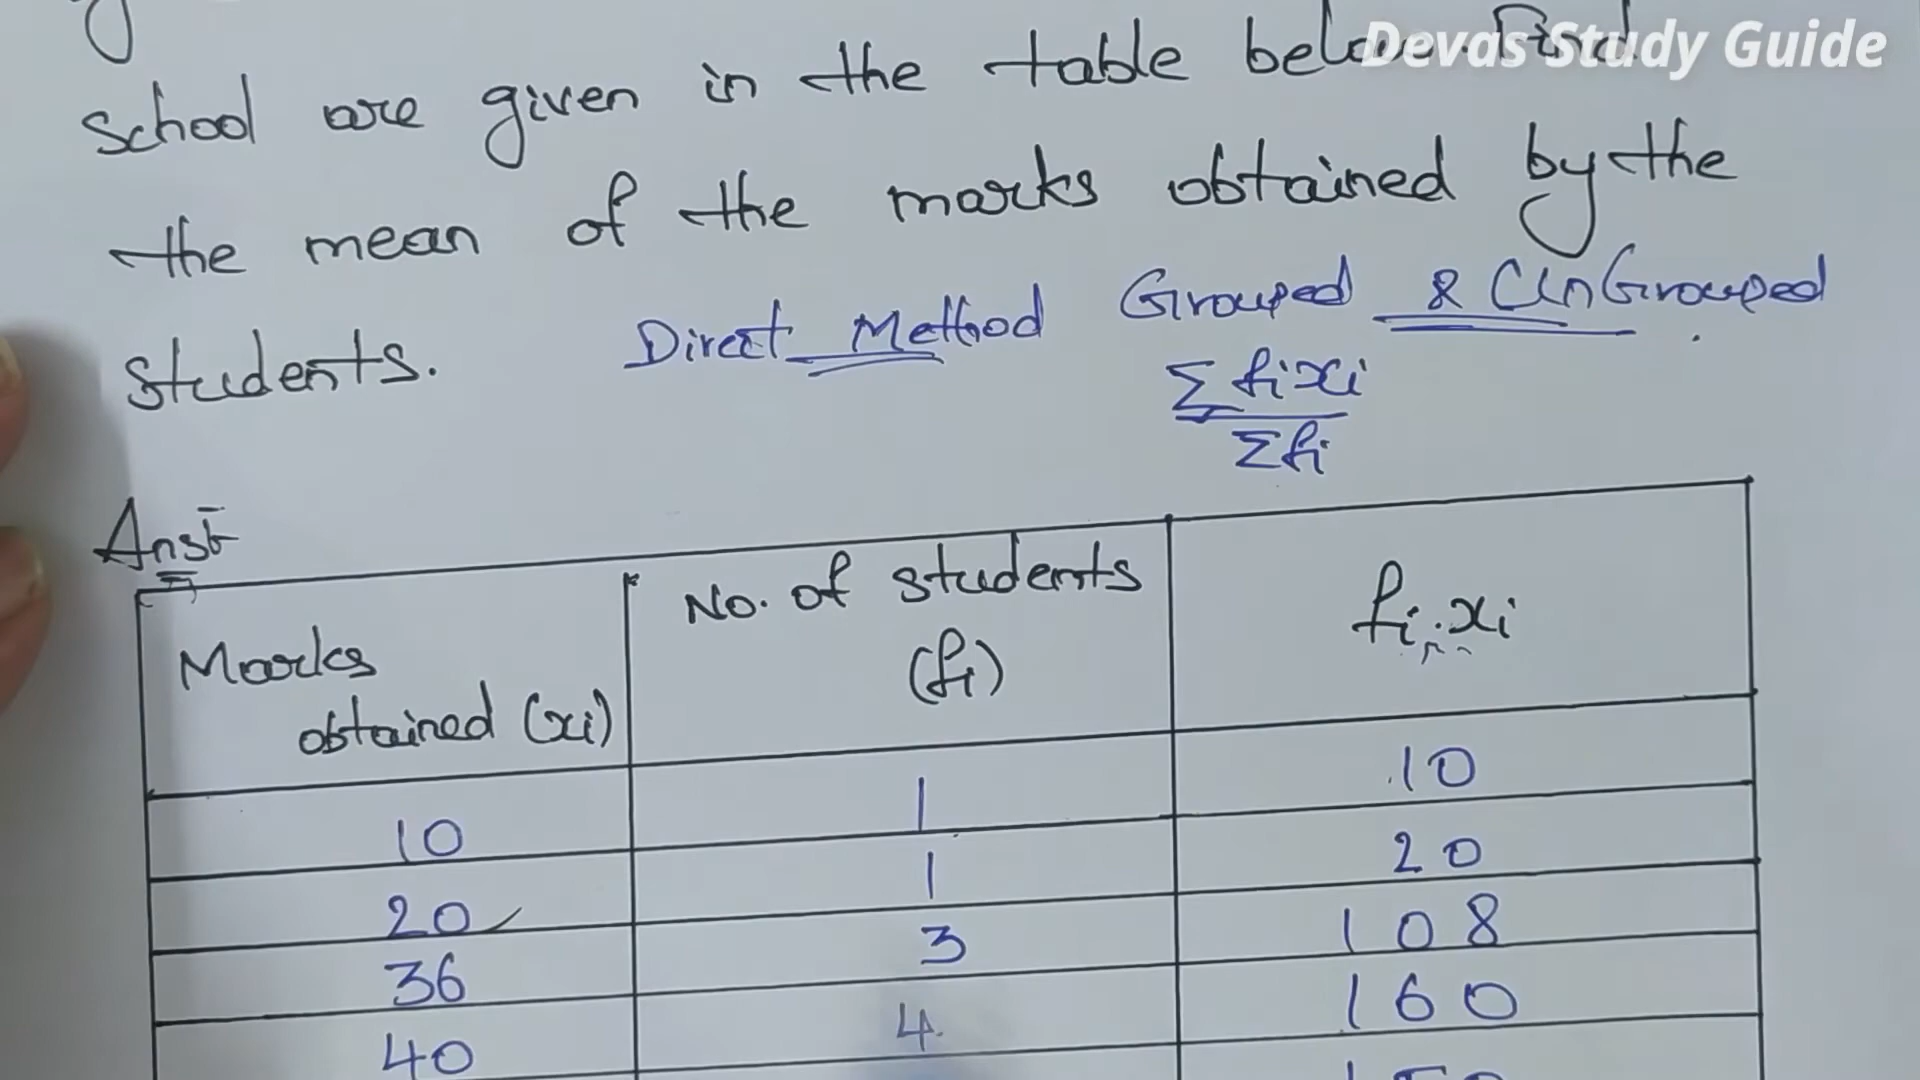 Devas Study Guide
School are given in the table below. Find
the mean of the marks obtained by the
students.
Direct Method Grouped & UnGrouped
Σ fixi
Σfi
Ans:-
Marks obtained (xi) No. of students (fi) fi.xi
10 1 10
20 1 20
36 3 108
40 4 160